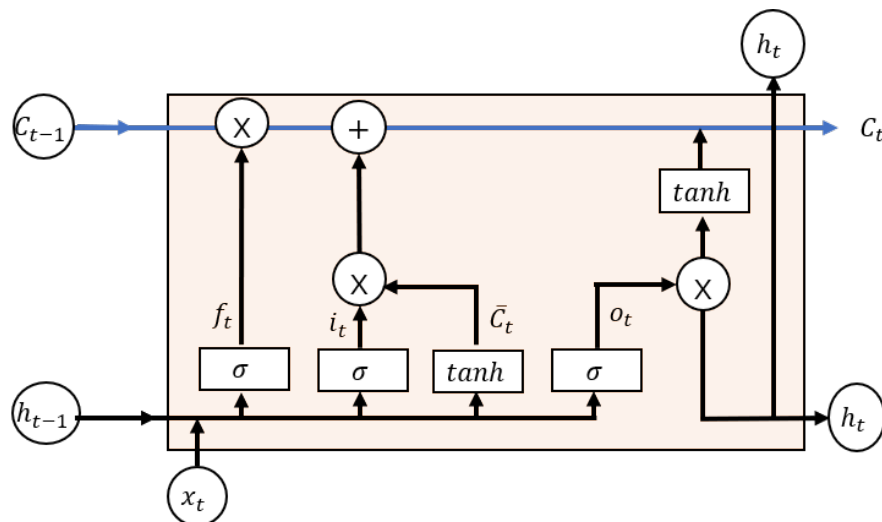 h_t
C_{t−1}
X
+
C_t
tanh
X
X
f_t
i_t
C̄_t
o_t
σ
σ
tanh
σ
h_{t−1}
h_t
x_t